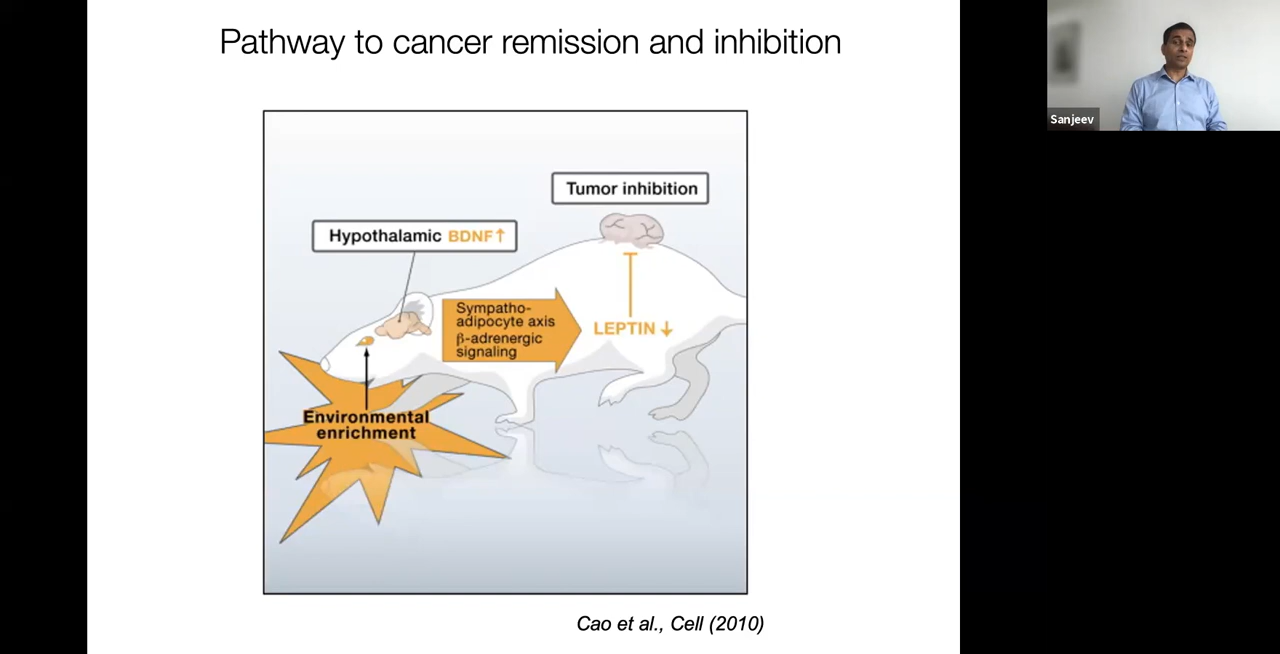 Pathway to cancer remission and inhibition
Sanjeev
Tumor inhibition
Hypothalamic BDNF↑
Sympatho-
adipocyte axis
β-adrenergic
signaling
LEPTIN ↓
Environmental
enrichment
Cao et al., Cell (2010)